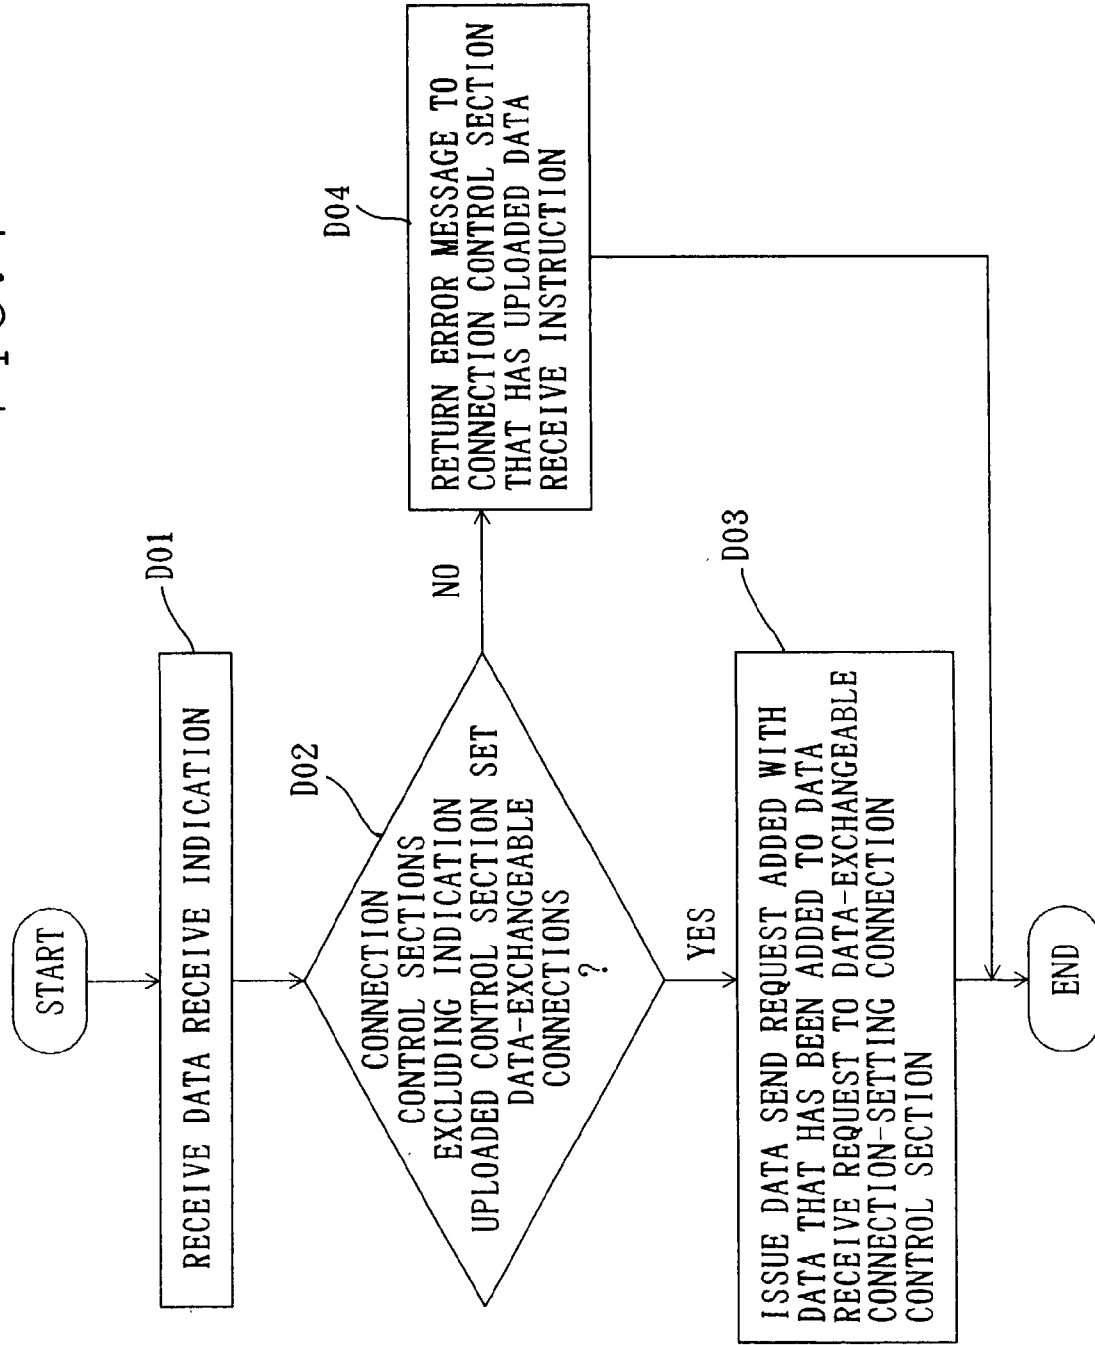 START
D01
RECEIVE DATA RECEIVE INDICATION
D02
CONNECTION
CONTROL SECTIONS
EXCLUDING INDICATION
UPLOADED CONTROL SECTION SET
DATA-EXCHANGEABLE
CONNECTIONS
?
NO
D04
RETURN ERROR MESSAGE TO
CONNECTION CONTROL SECTION
THAT HAS UPLOADED DATA
RECEIVE INSTRUCTION
YES
D03
ISSUE DATA SEND REQUEST ADDED WITH
DATA THAT HAS BEEN ADDED TO DATA
RECEIVE REQUEST TO DATA-EXCHANGEABLE
CONNECTION-SETTING CONNECTION
CONTROL SECTION
END